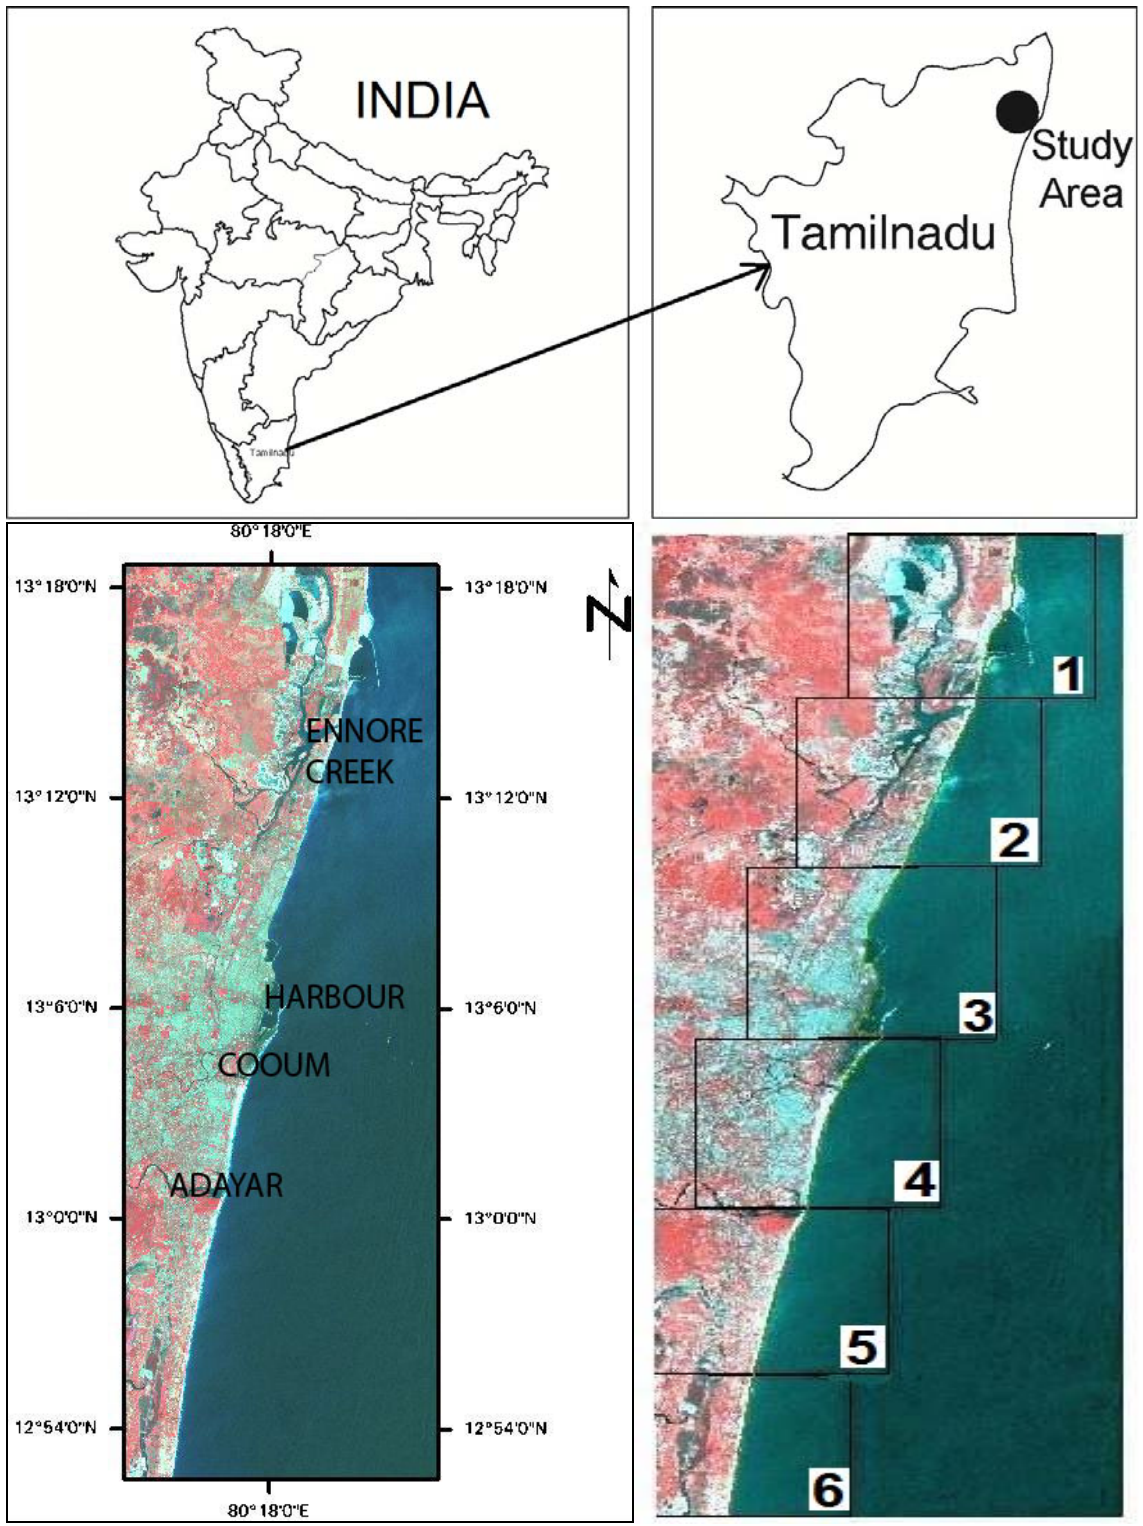 INDIA
Tamilnadu
Study
Area
Tamilnadu
80°18'0"E
13°18'0"N
13°18'0"N
N
ENNORE
CREEK
13°12'0"N
13°12'0"N
HARBOUR
13°6'0"N
13°6'0"N
COOUM
ADAYAR
13°0'0"N
13°0'0"N
12°54'0"N
12°54'0"N
80°18'0"E
1
2
3
4
5
6